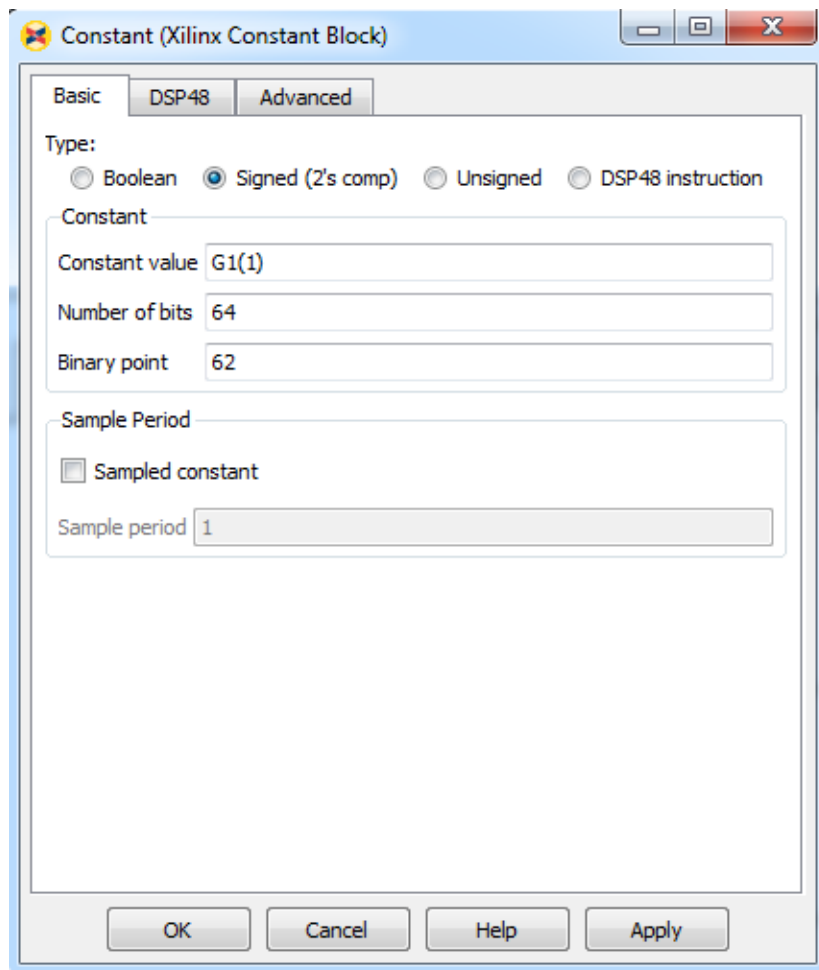 Constant (Xilinx Constant Block)
Basic DSP48 Advanced
Type:
Boolean Signed (2's comp) Unsigned DSP48 instruction
Constant
Constant value G1(1)
Number of bits 64
Binary point 62
Sample Period
Sampled constant
Sample period 1
OK Cancel Help Apply